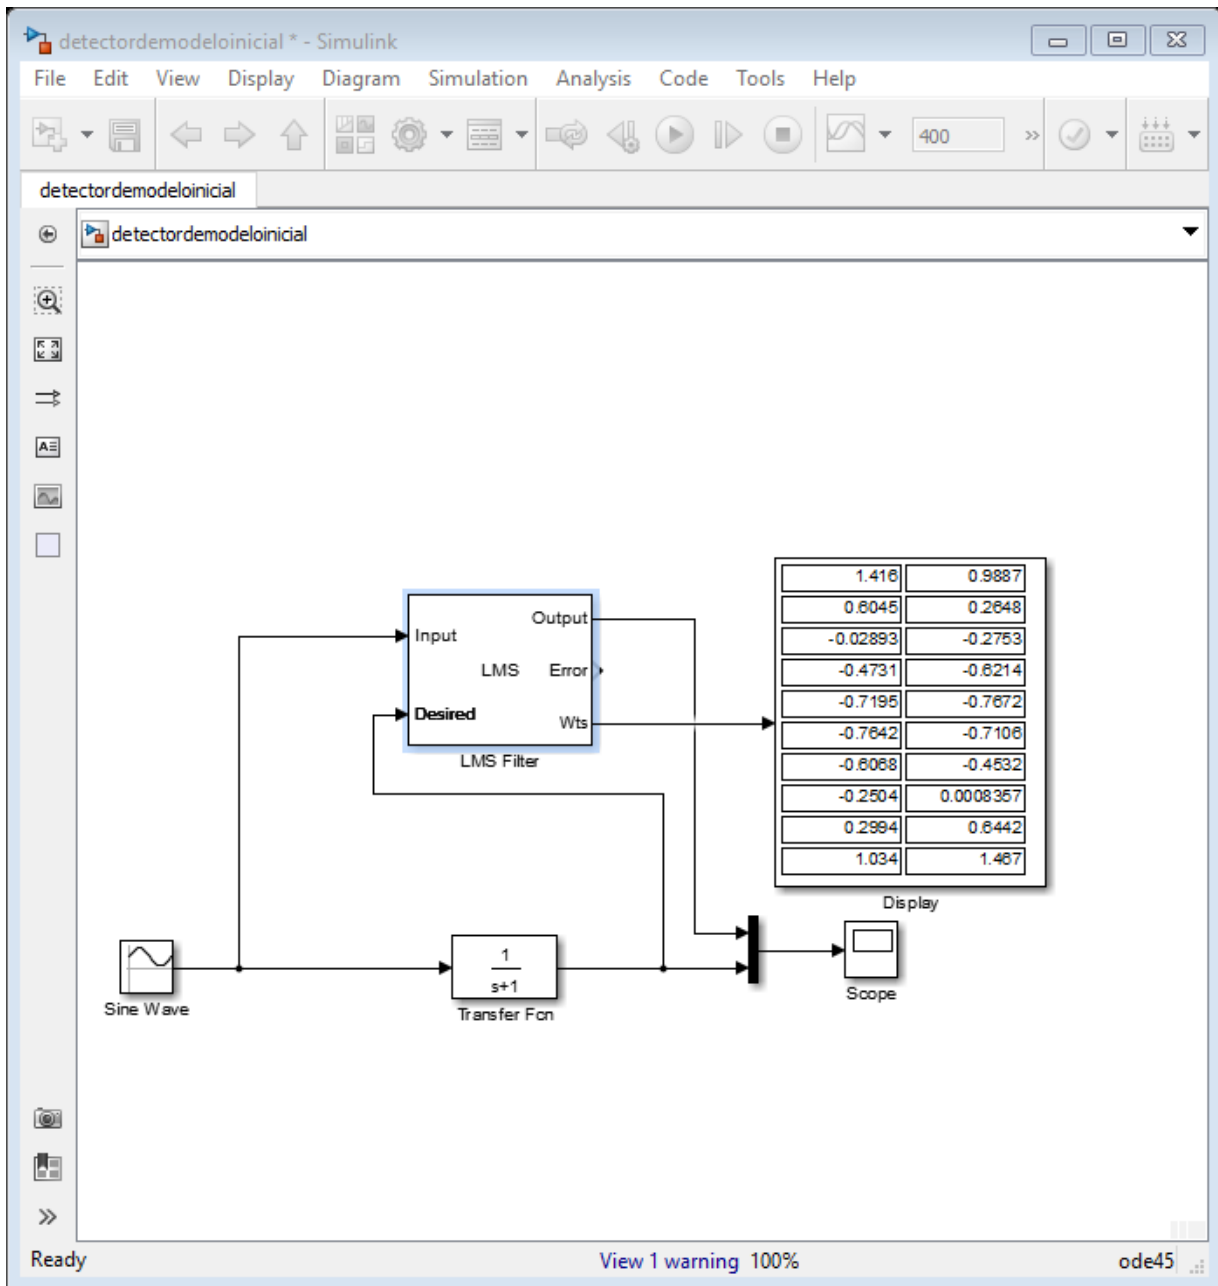 detectordemodeloinicial * - Simulink
File Edit View Display Diagram Simulation Analysis Code Tools Help
400 »
detectordemodeloinicial
detectordemodeloinicial
1.416 0.9887
0.6045 0.2648
-0.02893 -0.2753
-0.4731 -0.6214
-0.7195 -0.7672
-0.7642 -0.7106
-0.6068 -0.4532
-0.2504 0.0008357
0.2994 0.6442
1.034 1.467
Display
Input
Output
LMS
Error
Desired
Wts
LMS Filter
Sine Wave
1
s+1
Transfer Fcn
Scope
Ready View 1 warning 100% ode45